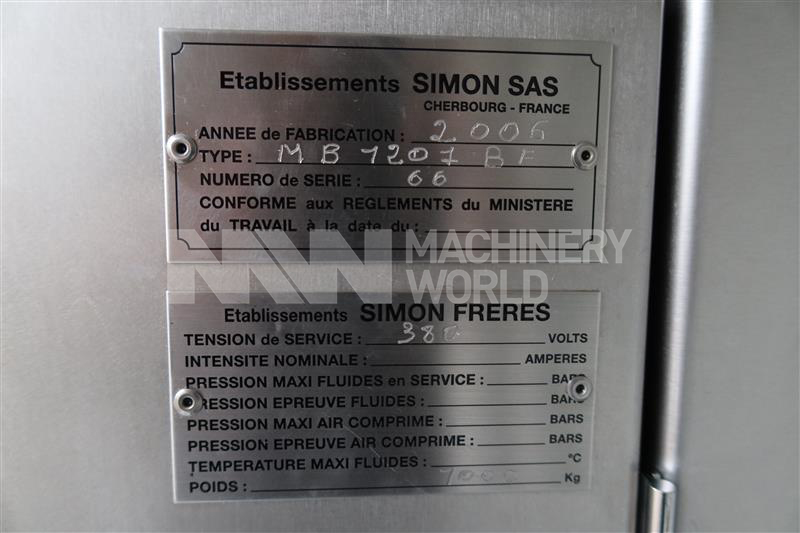 Etablissements SIMON SAS
CHERBOURG - FRANCE
ANNEE de FABRICATION : 2006
TYPE : MB 1207 BF
NUMERO de SERIE : 66
CONFORME aux REGLEMENTS du MINISTERE
du TRAVAIL à la date du :
MW MACHINERY
WORLD
Etablissements SIMON FRERES
TENSION de SERVICE : 380 VOLTS
INTENSITE NOMINALE : AMPERES
PRESSION MAXI FLUIDES en SERVICE : BARS
PRESSION EPREUVE FLUIDES : BARS
PRESSION MAXI AIR COMPRIME : BARS
PRESSION EPREUVE AIR COMPRIME : BARS
TEMPERATURE MAXI FLUIDES : °C
POIDS : 1000 Kg